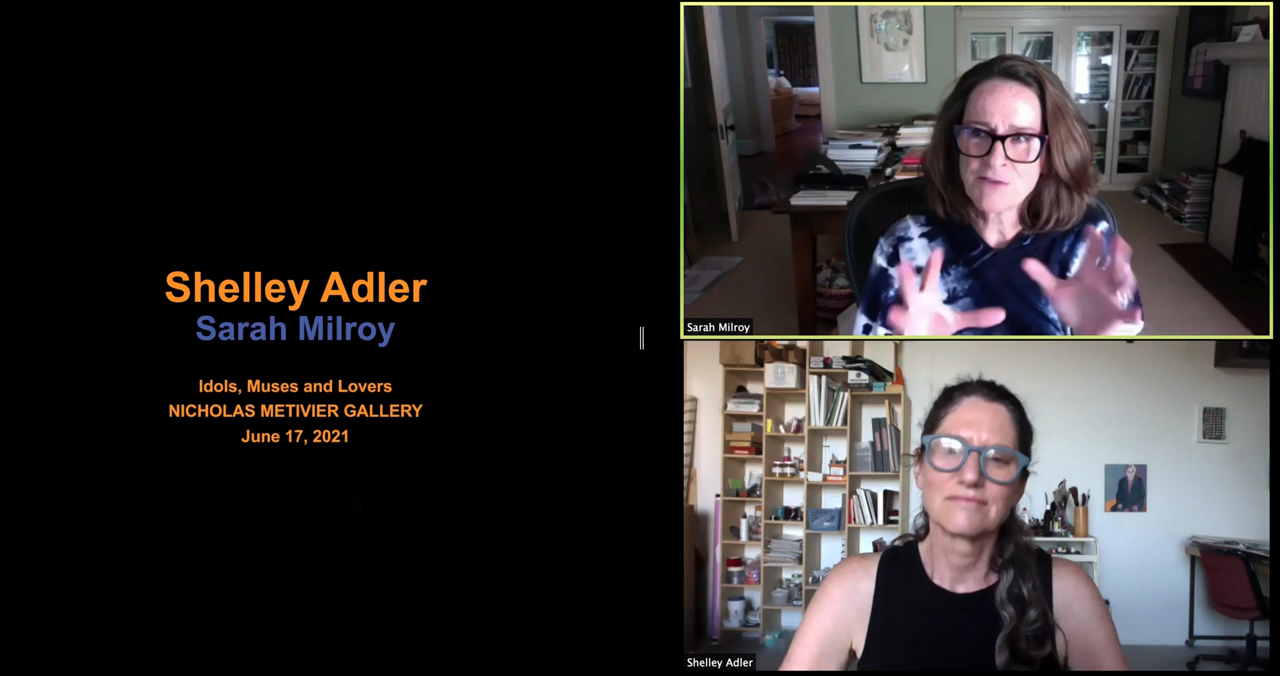 Shelley Adler
Sarah Milroy
Idols, Muses and Lovers
NICHOLAS METIVIER GALLERY
June 17, 2021
Sarah Milroy
Shelley Adler